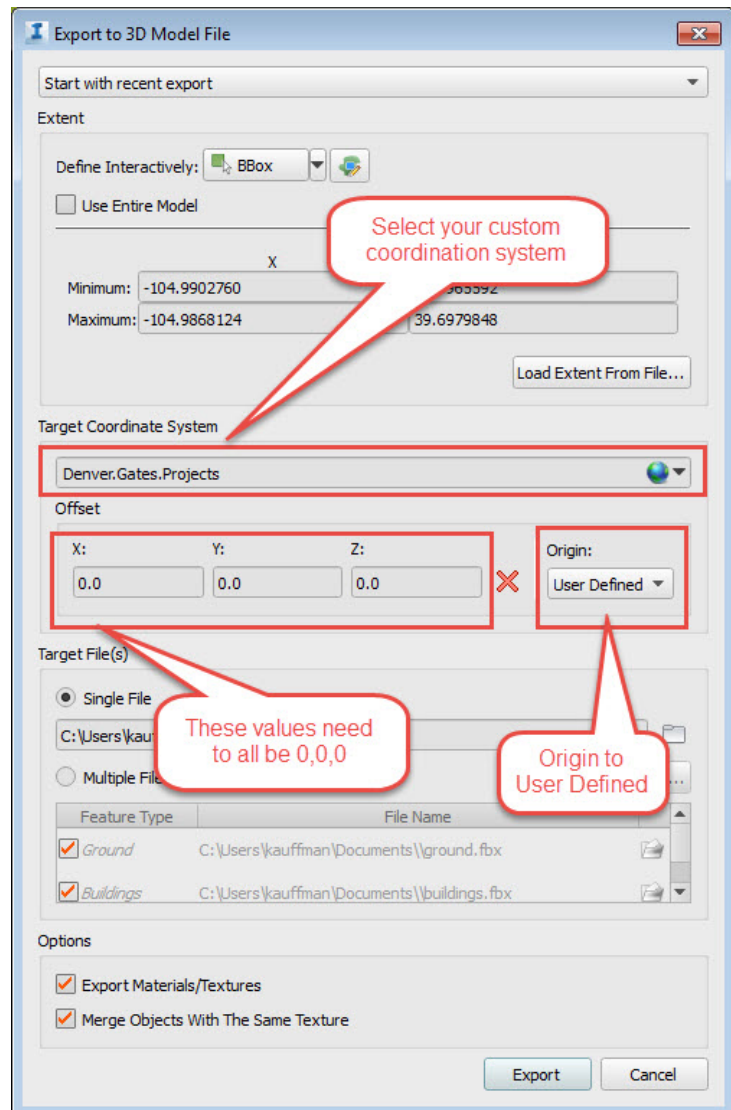 Export to 3D Model File
Start with recent export
Extent
Define Interactively: BBox
Use Entire Model
Select your custom
coordination system
X
Minimum: -104.9902760
Maximum: -104.9868124 39.6979848
Load Extent From File...
Target Coordinate System
Denver.Gates.Projects
Offset
X: Y: Z: Origin:
0.0 0.0 0.0 User Defined
Target File(s)
Single File
C:\Users\kau
These values need
to all be 0,0,0
Origin to
User Defined
Multiple File
Feature Type File Name
Ground C:\Users\kauffman\Documents\\ground.fbx
Buildings C:\Users\kauffman\Documents\\buildings.fbx
Options
Export Materials/Textures
Merge Objects With The Same Texture
Export Cancel